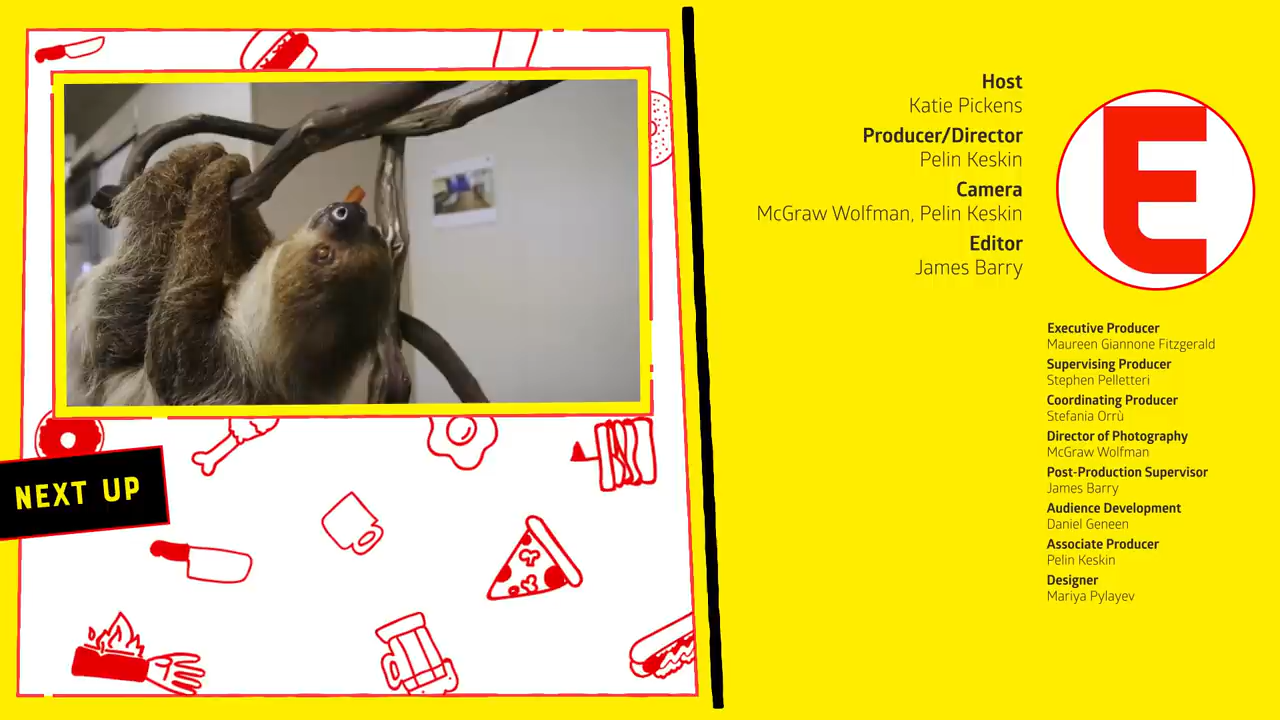 NEXT UP
Host
Katie Pickens
Producer/Director
Pelin Keskin
Camera
McGraw Wolfman, Pelin Keskin
Editor
James Barry
E
Executive Producer
Maureen Giannone Fitzgerald
Supervising Producer
Stephen Pelletteri
Coordinating Producer
Stefania Orrù
Director of Photography
McGraw Wolfman
Post-Production Supervisor
James Barry
Audience Development
Daniel Geneen
Associate Producer
Pelin Keskin
Designer
Mariya Pylayev